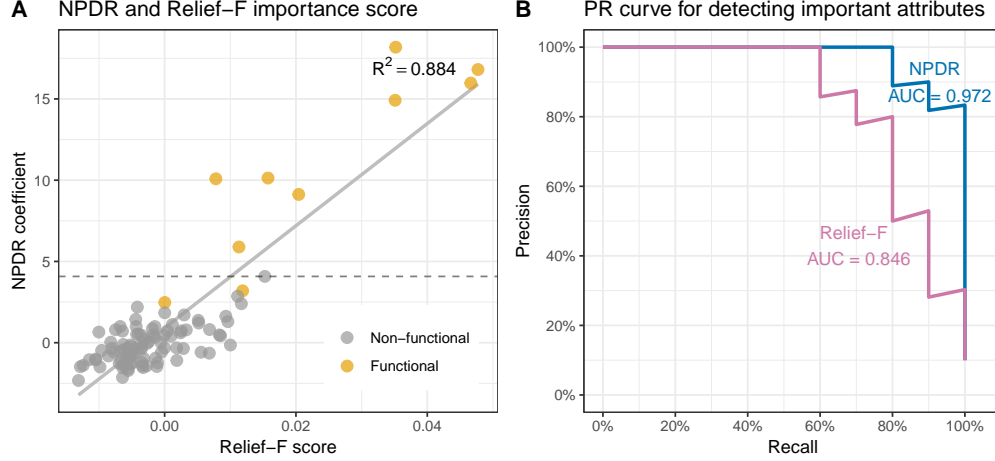 A NPDR and Relief−F importance score
R² = 0.884
15
10
5
0
NPDR coefficient
Non−functional
Functional
0.00 0.02 0.04
Relief−F score
B PR curve for detecting important attributes
100%
80%
60%
40%
20%
0%
Precision
NPDR
AUC = 0.972
Relief−F
AUC = 0.846
0% 20% 40% 60% 80% 100%
Recall